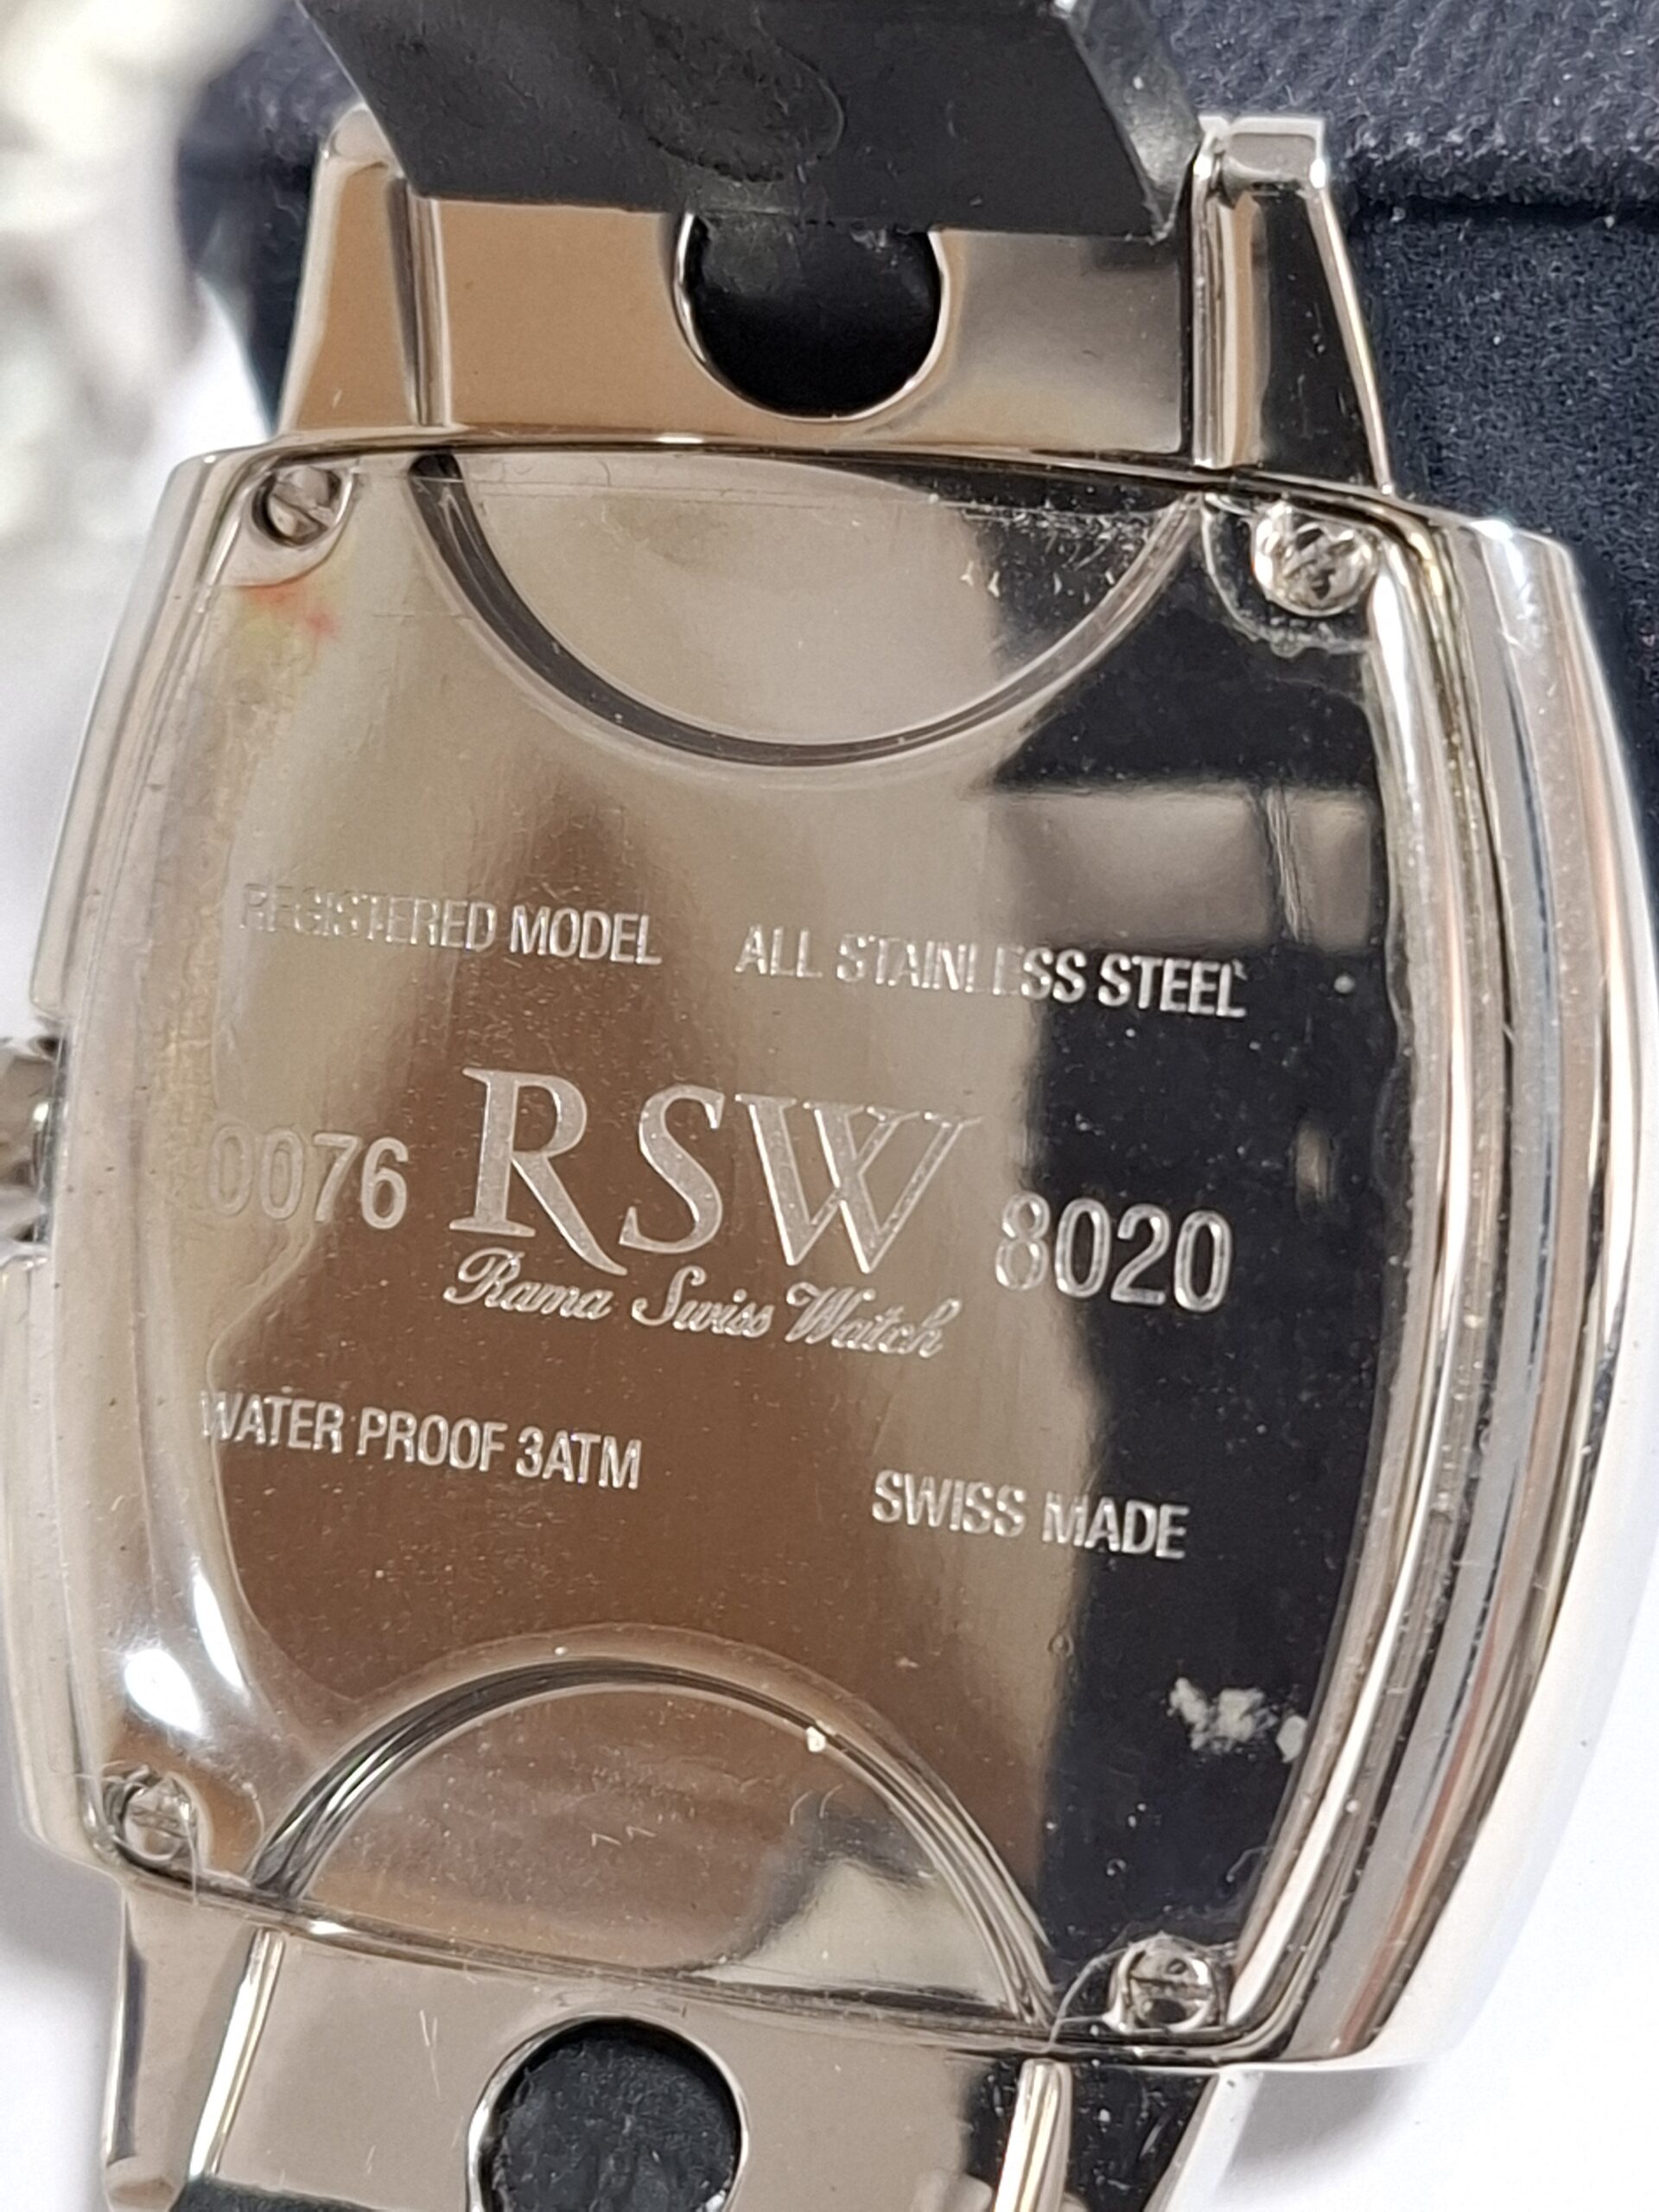 REGISTERED MODEL ALL STAINLESS STEEL
0076 RSW 8020
Rama Swiss Watch
WATER PROOF 3ATM SWISS MADE